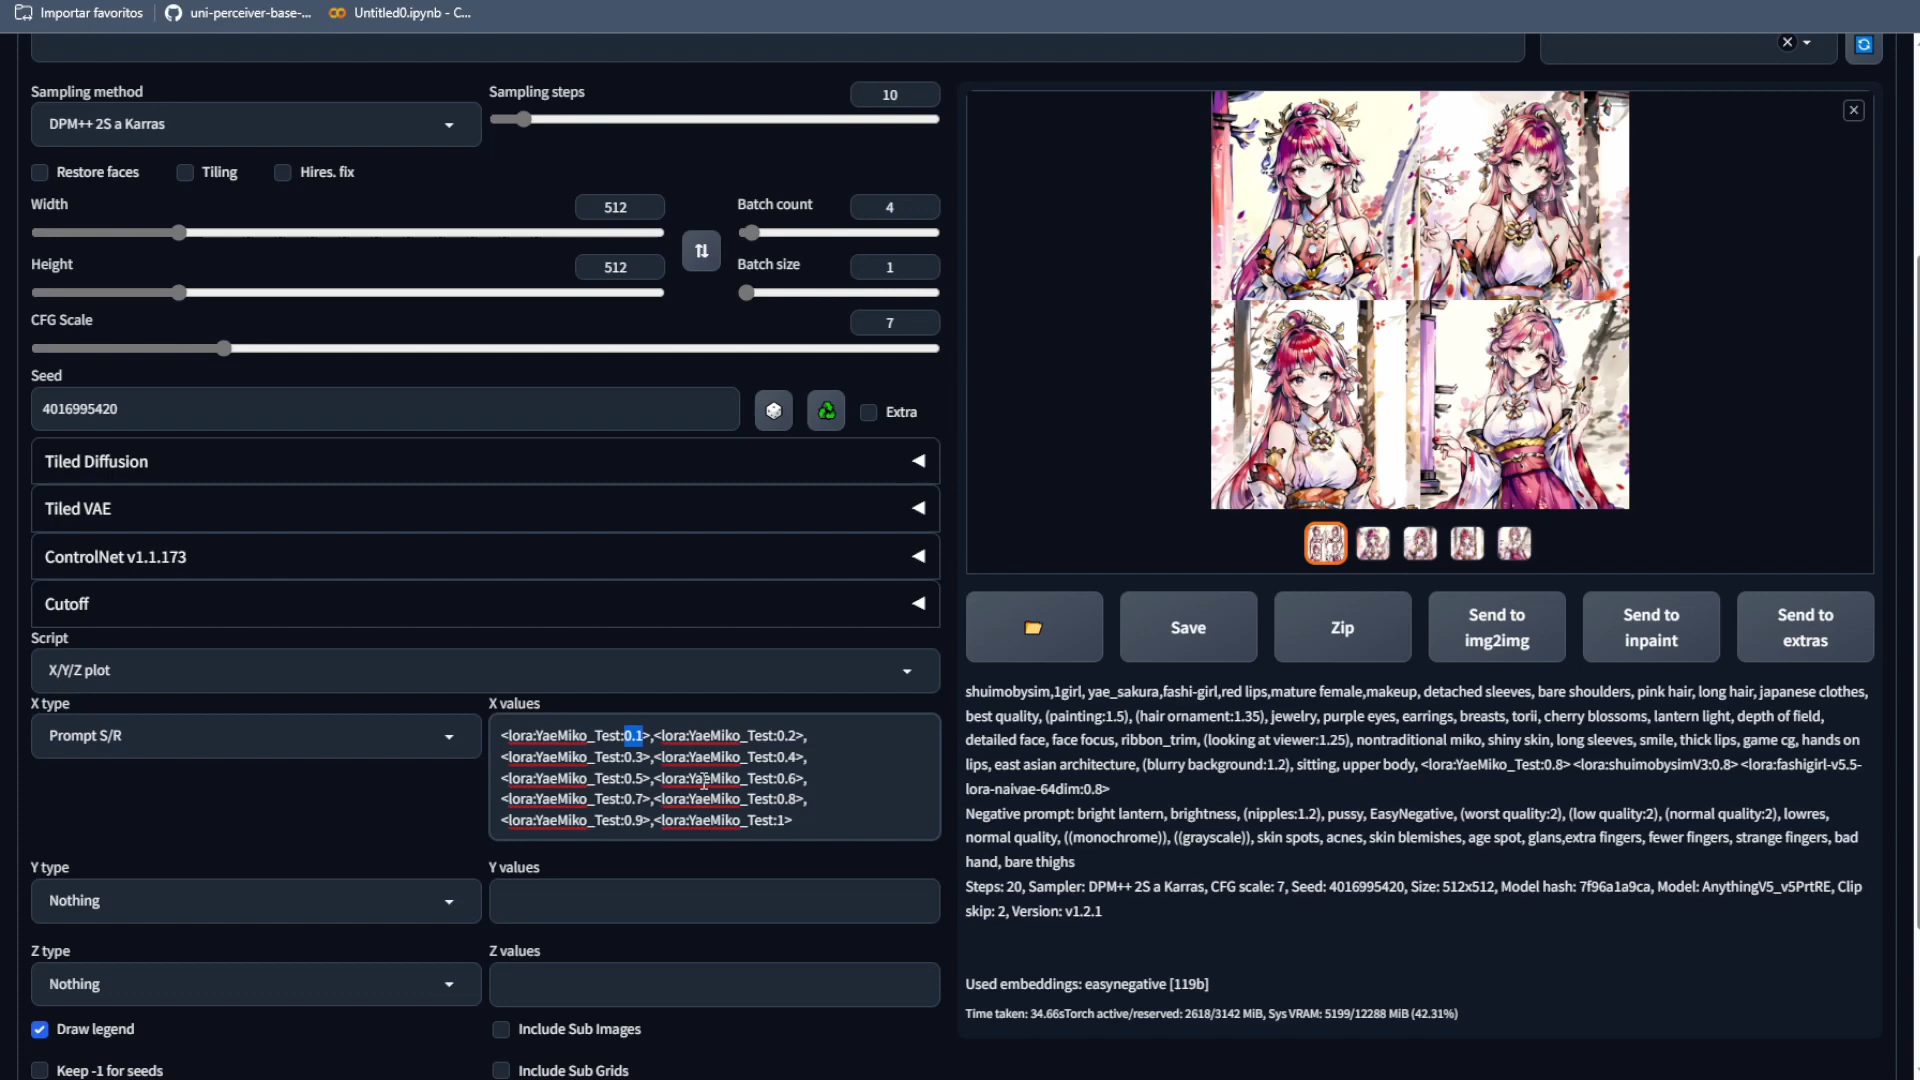 Importar favoritos
uni-perceiver-base-...
Untitled0.ipynb - C...
Sampling method
DPM++ 2S a Karras
Sampling steps
10
Restore faces
Tiling
Hires. fix
Width
512
Height
512
Batch count
4
Batch size
1
CFG Scale
7
Seed
4016995420
Extra
Tiled Diffusion
Tiled VAE
ControlNet v1.1.173
Cutoff
Script
X/Y/Z plot
X type
Prompt S/R
X values
<lora:YaeMiko_Test:0.1>,<lora:YaeMiko_Test:0.2>,
<lora:YaeMiko_Test:0.3>,<lora:YaeMiko_Test:0.4>,
<lora:YaeMiko_Test:0.5>,<lora:YaeMiko_Test:0.6>,
<lora:YaeMiko_Test:0.7>,<lora:YaeMiko_Test:0.8>,
<lora:YaeMiko_Test:0.9>,<lora:YaeMiko_Test:1>
Y type
Nothing
Y values
Z type
Nothing
Z values
Draw legend
Include Sub Images
Keep -1 for seeds
Include Sub Grids
Save
Zip
Send to
img2img
Send to
inpaint
Send to
extras
shuimobysim,1girl, yae_sakura,fashi-girl,red lips,mature female,makeup, detached sleeves, bare shoulders, pink hair, long hair, japanese clothes,
best quality, (painting:1.5), (hair ornament:1.35), jewelry, purple eyes, earrings, breasts, torii, cherry blossoms, lantern light, depth of field,
detailed face, face focus, ribbon_trim, (looking at viewer:1.25), nontraditional miko, shiny skin, long sleeves, smile, thick lips, game cg, hands on
lips, east asian architecture, (blurry background:1.2), sitting, upper body, <lora:YaeMiko_Test:0.8> <lora:shuimobysimV3:0.8> <lora:fashigirl-v5.5-
lora-naivae-64dim:0.8>
Negative prompt: bright lantern, brightness, (nipples:1.2), pussy, EasyNegative, (worst quality:2), (low quality:2), (normal quality:2), lowres,
normal quality, ((monochrome)), ((grayscale)), skin spots, acnes, skin blemishes, age spot, glans,extra fingers, fewer fingers, strange fingers, bad
hand, bare thighs
Steps: 20, Sampler: DPM++ 2S a Karras, CFG scale: 7, Seed: 4016995420, Size: 512x512, Model hash: 7f96a1a9ca, Model: AnythingV5_v5PrtRE, Clip
skip: 2, Version: v1.2.1
Used embeddings: easynegative [119b]
Time taken: 34.66sTorch active/reserved: 2618/3142 MiB, Sys VRAM: 5199/12288 MiB (42.31%)